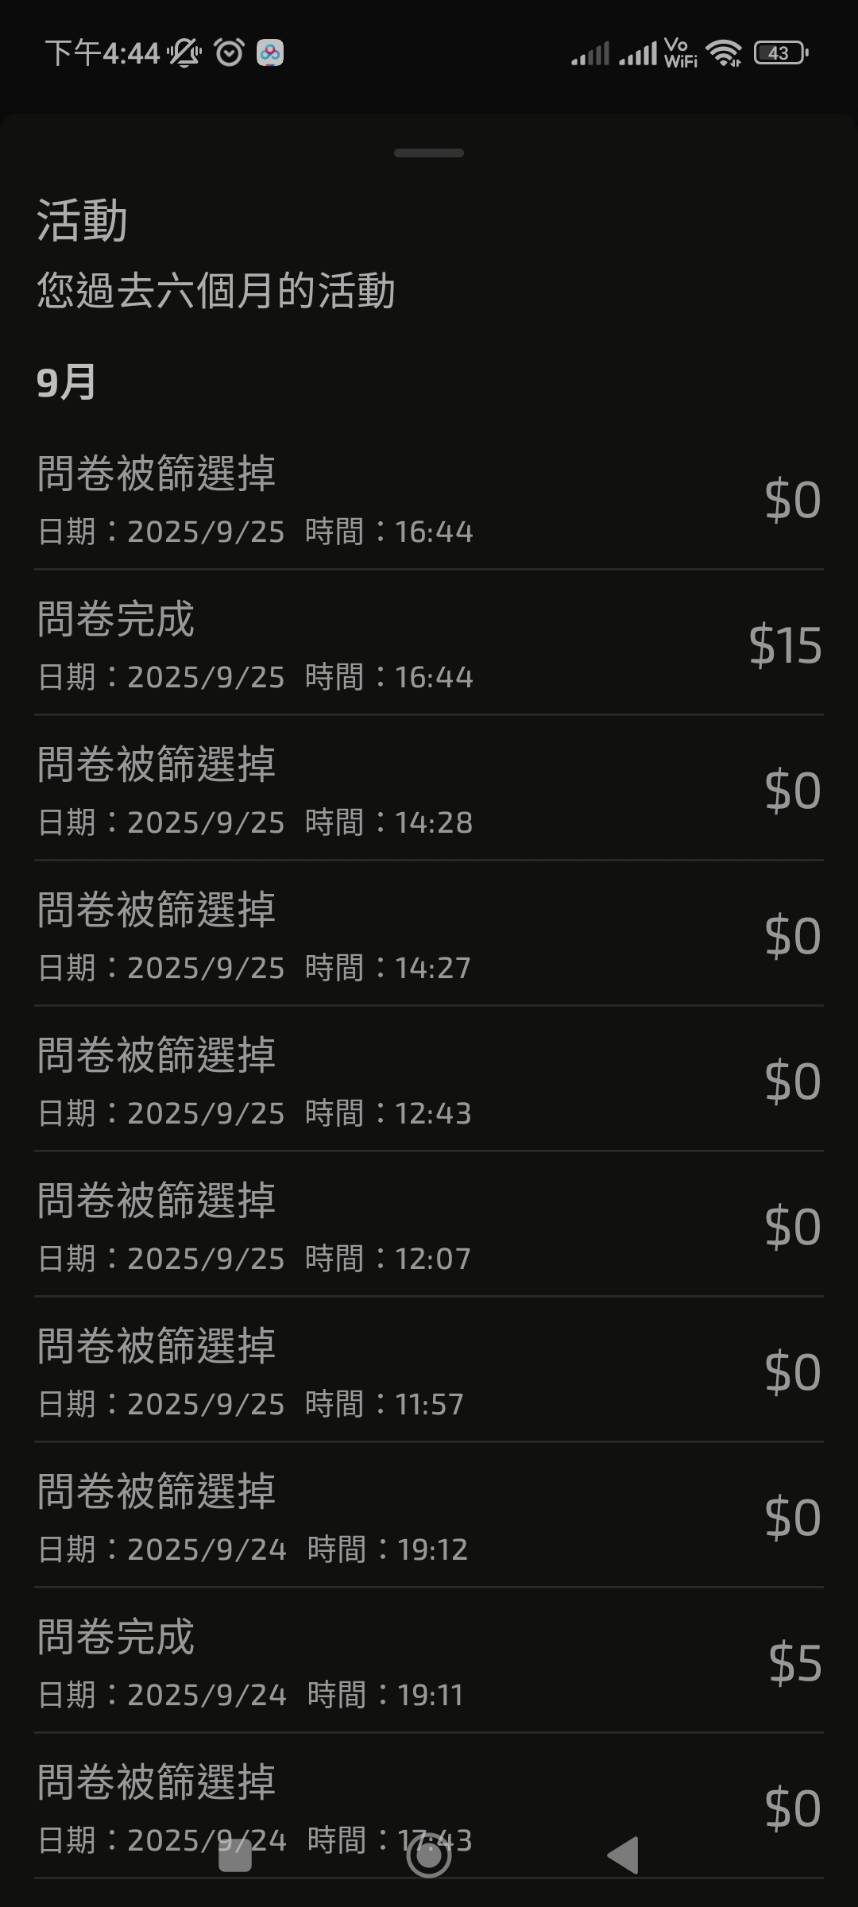 下午4:44
Vo
WiFi
43
活動
您過去六個月的活動
9月
問卷被篩選掉
$0
日期：2025/9/25 時間：16:44
問卷完成
$15
日期：2025/9/25 時間：16:44
問卷被篩選掉
$0
日期：2025/9/25 時間：14:28
問卷被篩選掉
$0
日期：2025/9/25 時間：14:27
問卷被篩選掉
$0
日期：2025/9/25 時間：12:43
問卷被篩選掉
$0
日期：2025/9/25 時間：12:07
問卷被篩選掉
$0
日期：2025/9/25 時間：11:57
問卷被篩選掉
$0
日期：2025/9/24 時間：19:12
問卷完成
$5
日期：2025/9/24 時間：19:11
問卷被篩選掉
$0
日期：2025/9/24 時間：17:43